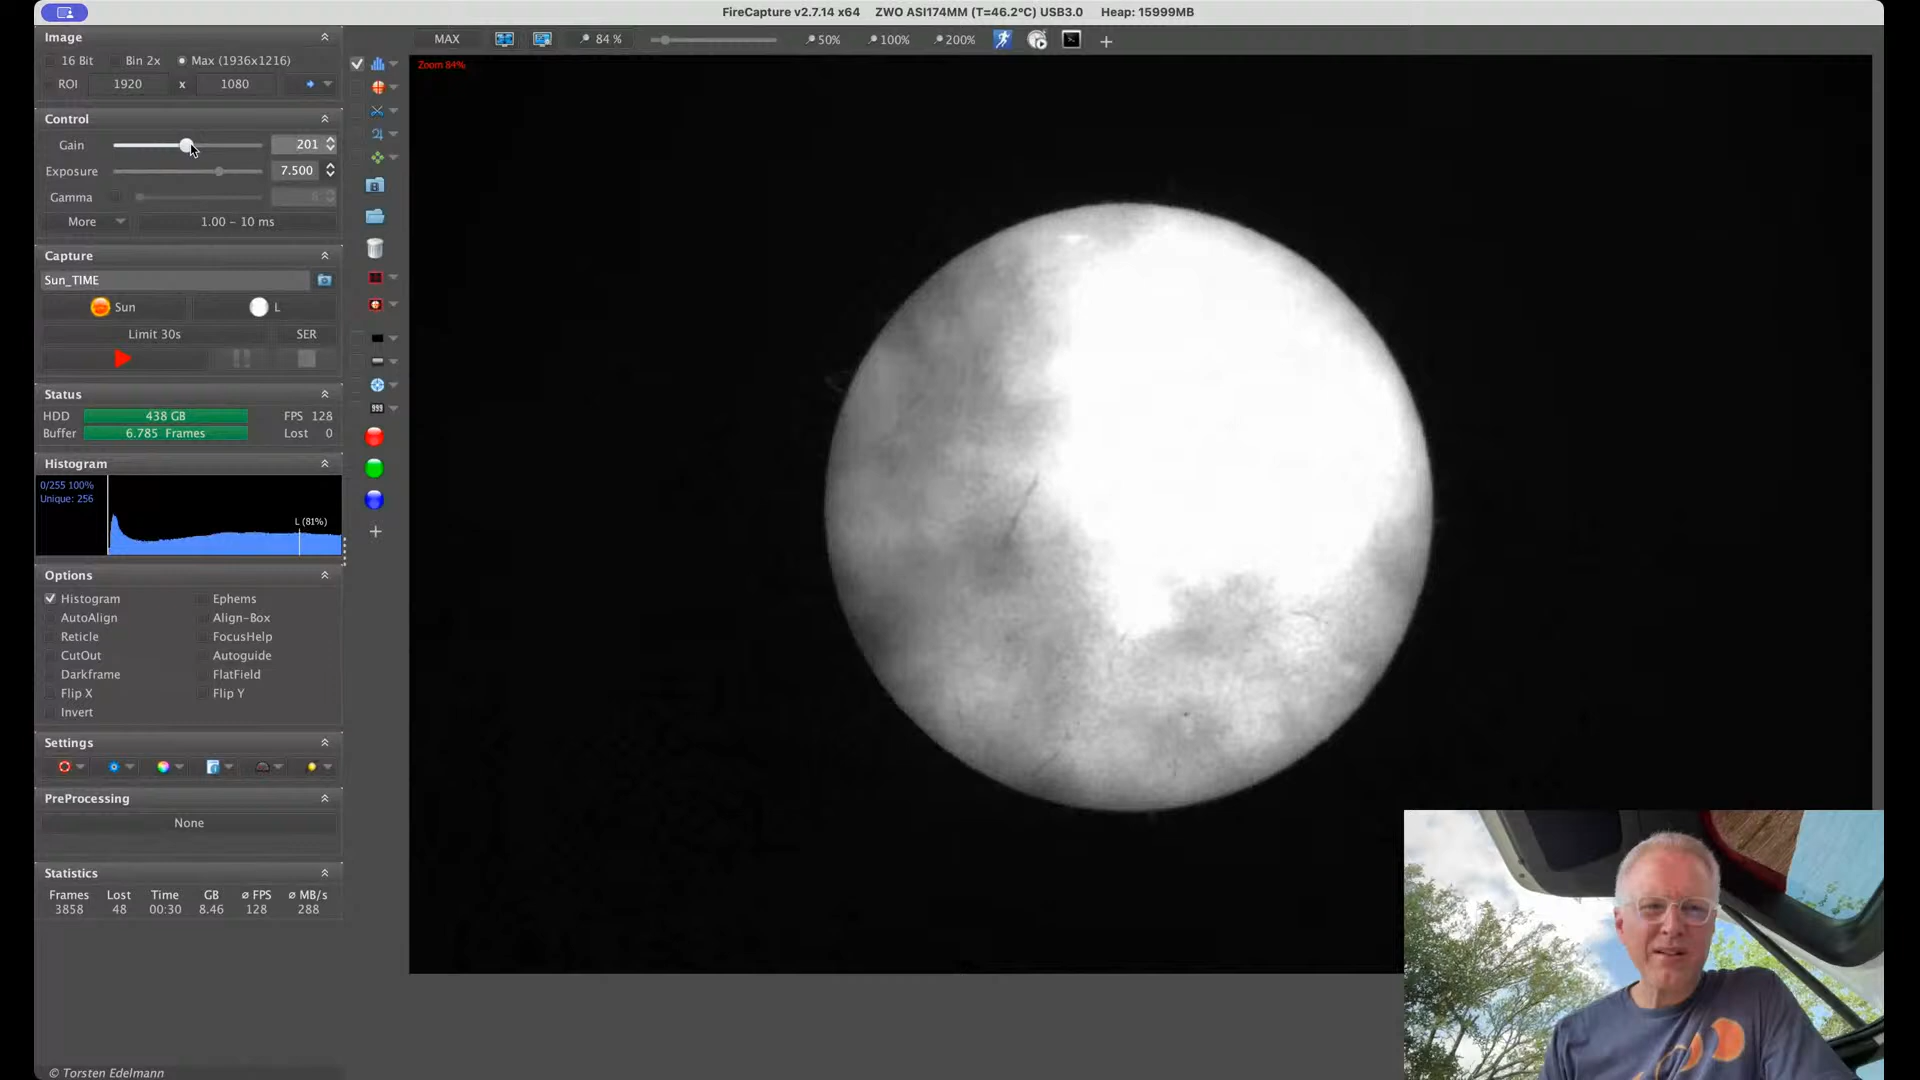 FireCapture v2.7.14 x64 ZWO ASI174MM (T=46.2°C) USB3.0 Heap: 15999MB
Image
16 Bit Bin 2x Max (1936x1216)
ROI 1920 x 1080
Control
Gain 201
Exposure 7.500
Gamma
More 1.00 - 10 ms
Capture
Sun_TIME
Sun L
Limit 30s SER
Status
HDD 438 GB FPS 128
Buffer 6.785 Frames Lost 0
Histogram
0/255 100%
Unique: 256
L (81%)
Options
Histogram Ephems
AutoAlign Align-Box
Reticle FocusHelp
CutOut Autoguide
Darkframe FlatField
Flip X Flip Y
Invert
Settings
PreProcessing
None
Statistics
Frames Lost Time GB ø FPS ø MB/s
3858 48 00:30 8.46 128 288
© Torsten Edelmann
MAX 84 % 50% 100% 200%
Zoom 84%
999